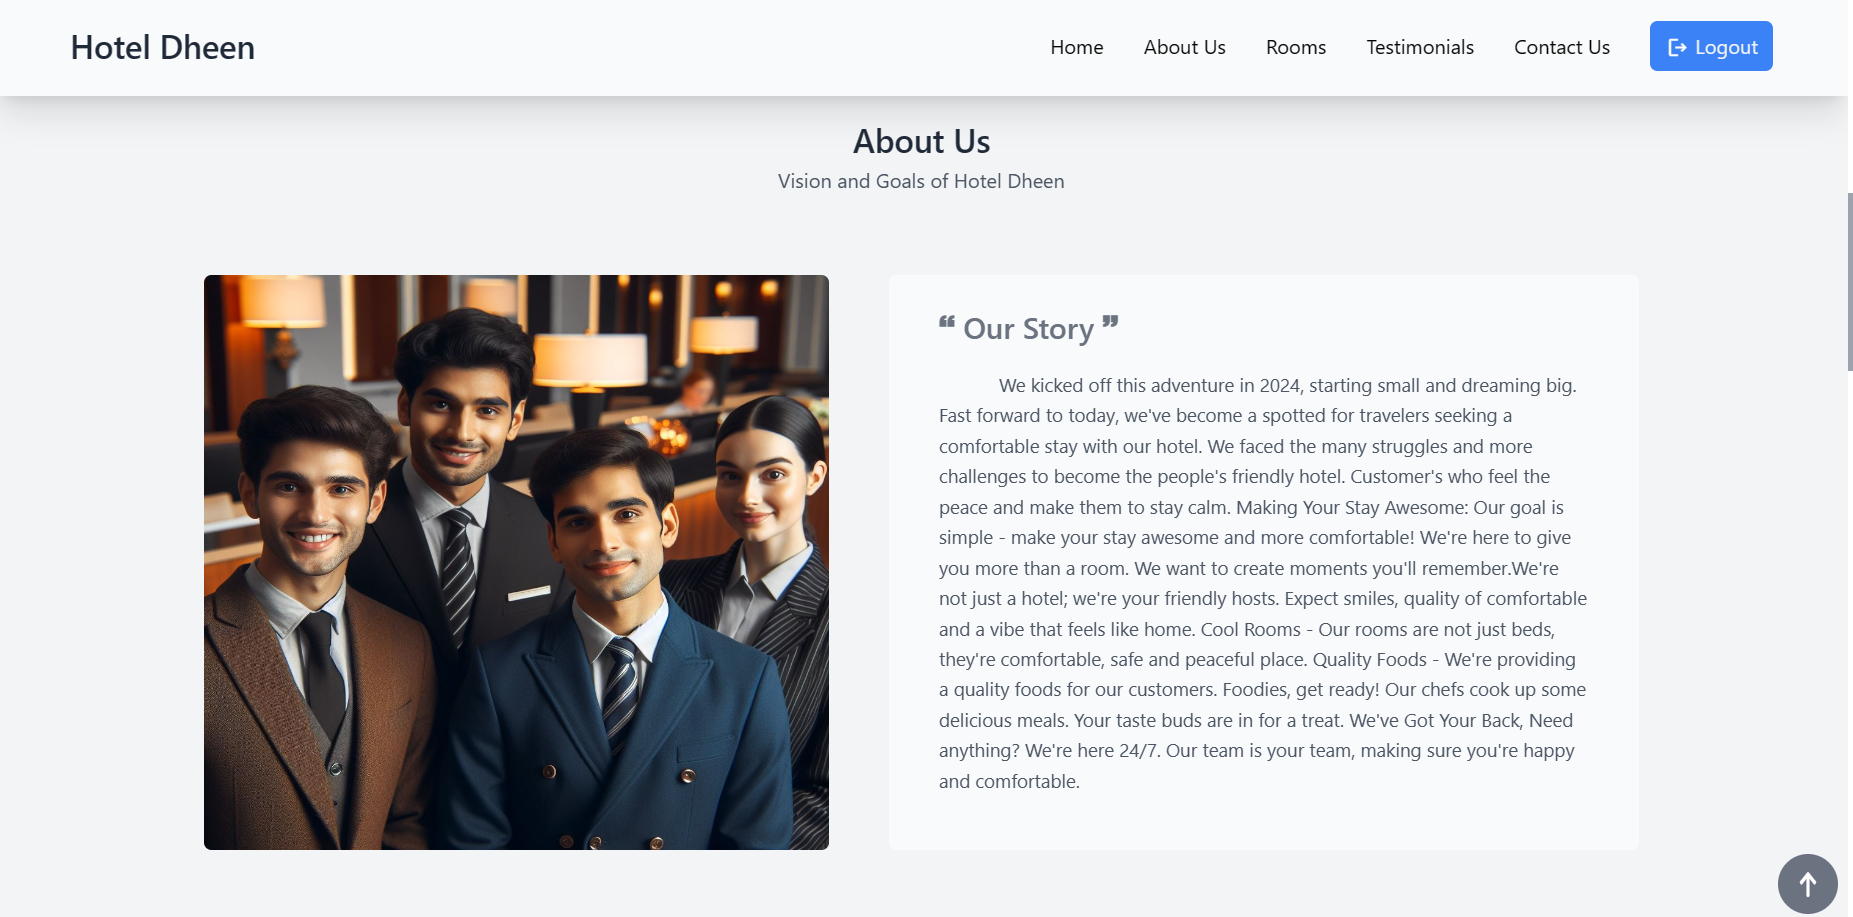 Hotel Dheen
Home About Us Rooms Testimonials Contact Us Logout
About Us
Vision and Goals of Hotel Dheen
❝ Our Story ❞
We kicked off this adventure in 2024, starting small and dreaming big.
Fast forward to today, we've become a spotted for travelers seeking a
comfortable stay with our hotel. We faced the many struggles and more
challenges to become the people's friendly hotel. Customer's who feel the
peace and make them to stay calm. Making Your Stay Awesome: Our goal is
simple - make your stay awesome and more comfortable! We're here to give
you more than a room. We want to create moments you'll remember.We're
not just a hotel; we're your friendly hosts. Expect smiles, quality of comfortable
and a vibe that feels like home. Cool Rooms - Our rooms are not just beds,
they're comfortable, safe and peaceful place. Quality Foods - We're providing
a quality foods for our customers. Foodies, get ready! Our chefs cook up some
delicious meals. Your taste buds are in for a treat. We've Got Your Back, Need
anything? We're here 24/7. Our team is your team, making sure you're happy
and comfortable.